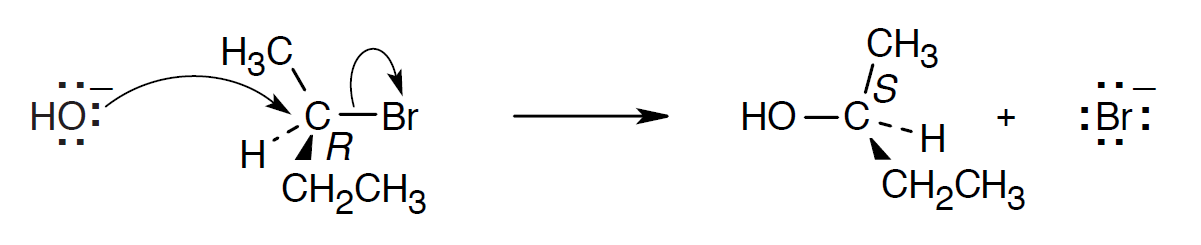 HO:⁻ H₃C H C R Br CH₂CH₃
HO C S CH₃ H CH₂CH₃ + :Br:⁻